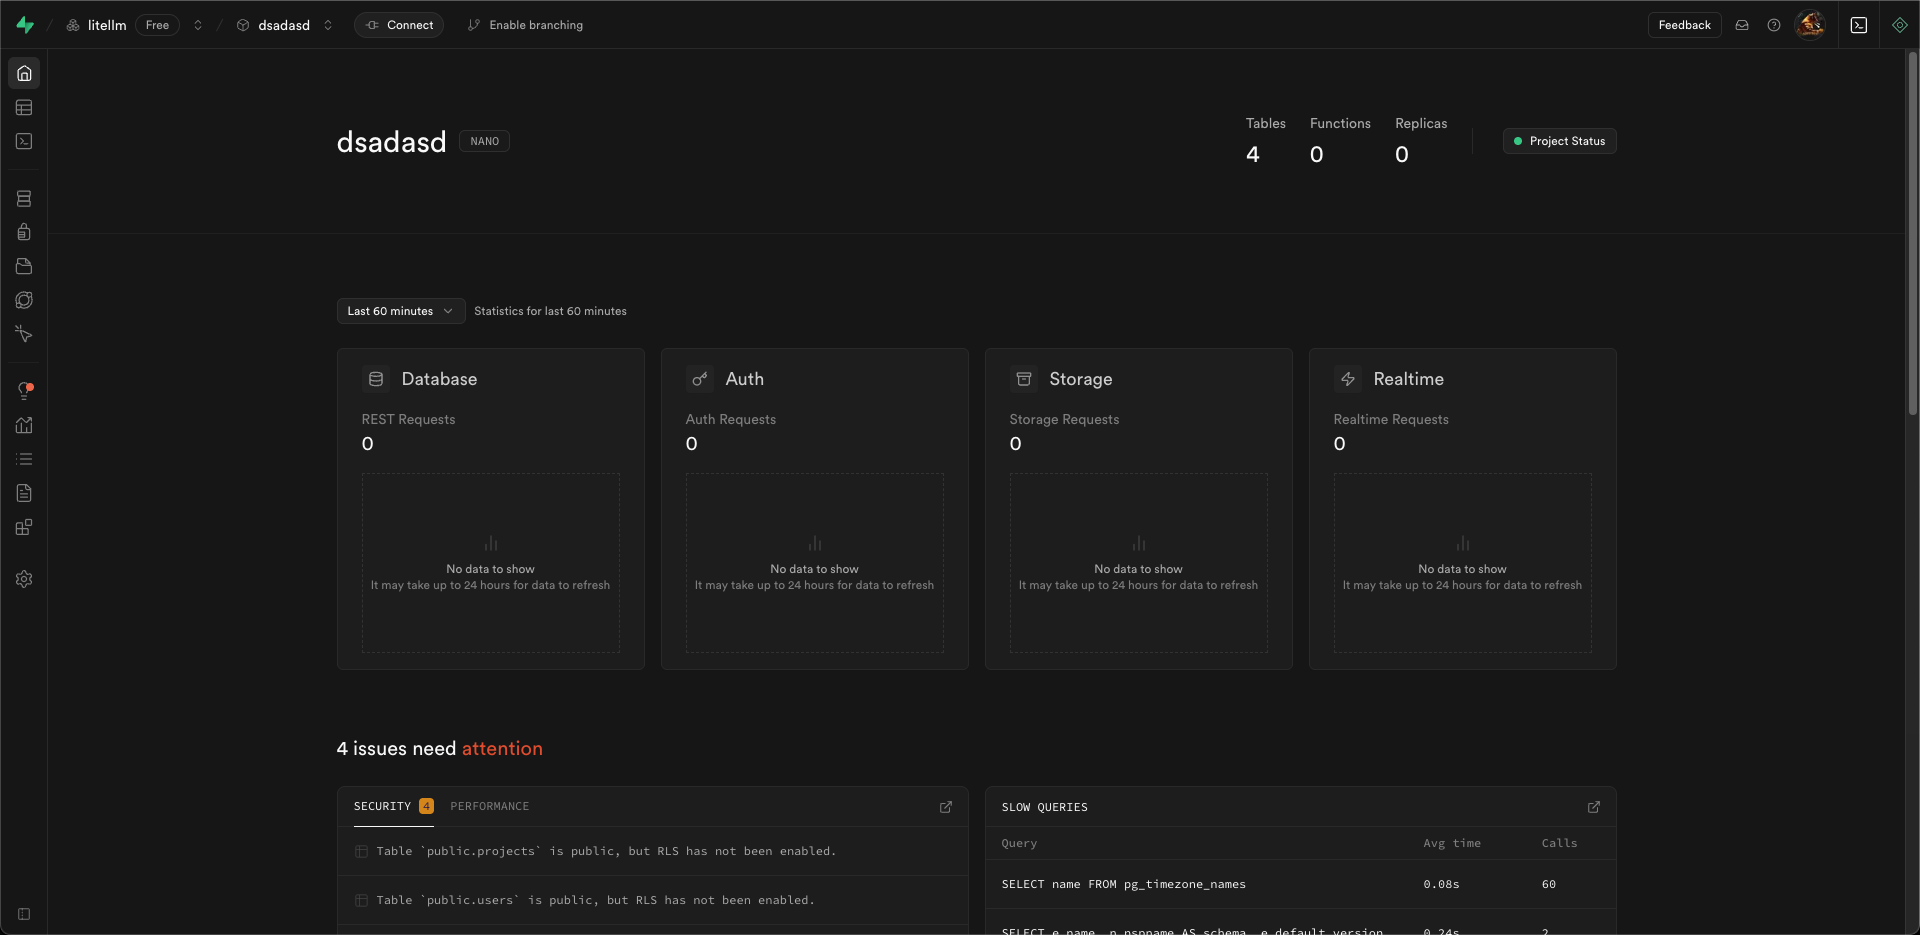 litellm Free dsadasd Connect Enable branching Feedback
dsadasd NANO
Tables Functions Replicas
4 0 0
Project Status
Last 60 minutes Statistics for last 60 minutes
Database
REST Requests
0
No data to show
It may take up to 24 hours for data to refresh
Auth
Auth Requests
0
No data to show
It may take up to 24 hours for data to refresh
Storage
Storage Requests
0
No data to show
It may take up to 24 hours for data to refresh
Realtime
Realtime Requests
0
No data to show
It may take up to 24 hours for data to refresh
4 issues need attention
SECURITY 4 PERFORMANCE
Table `public.projects` is public, but RLS has not been enabled.
Table `public.users` is public, but RLS has not been enabled.
SLOW QUERIES
Query Avg time Calls
SELECT name FROM pg_timezone_names 0.08s 60
SELECT e.name, n.nspname AS schema, e.default_version, 0.24s 2